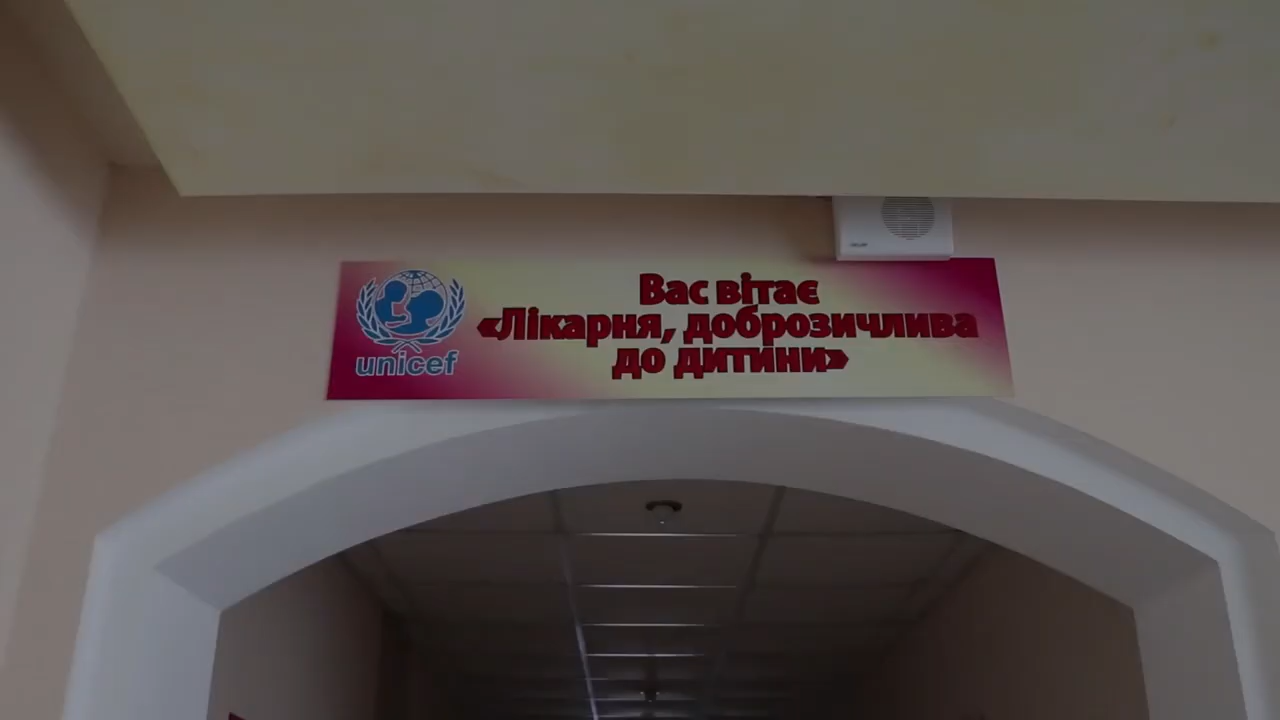 Вас вітає
«Лікарня, доброзичлива
до дитини»
unicef